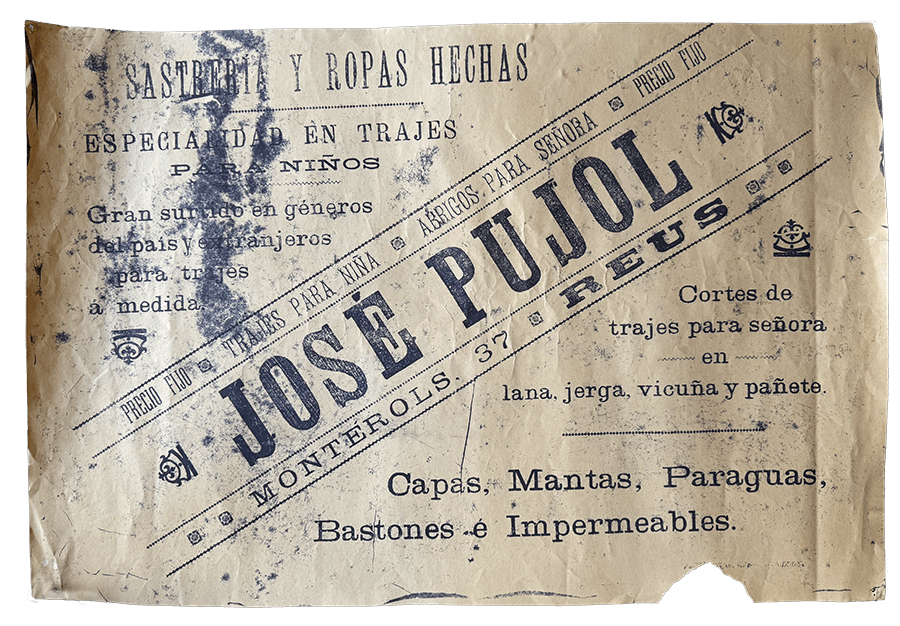 SASTRERIA Y ROPAS HECHAS
ESPECIALIDAD EN TRAJES
PARA NIÑOS
Gran surtido en géneros
del pais y extranjeros
para trajes
á medida
PRECIO FIJO TRAJES PARA NIÑA ABRIGOS PARA SEÑORA PRECIO FIJO
JOSÉ PUJOL
MONTEROLS, 37 REUS
Cortes de
trajes para señora
en
lana, jerga, vicuña y pañete.
Capas, Mantas, Paraguas,
Bastones é Impermeables.